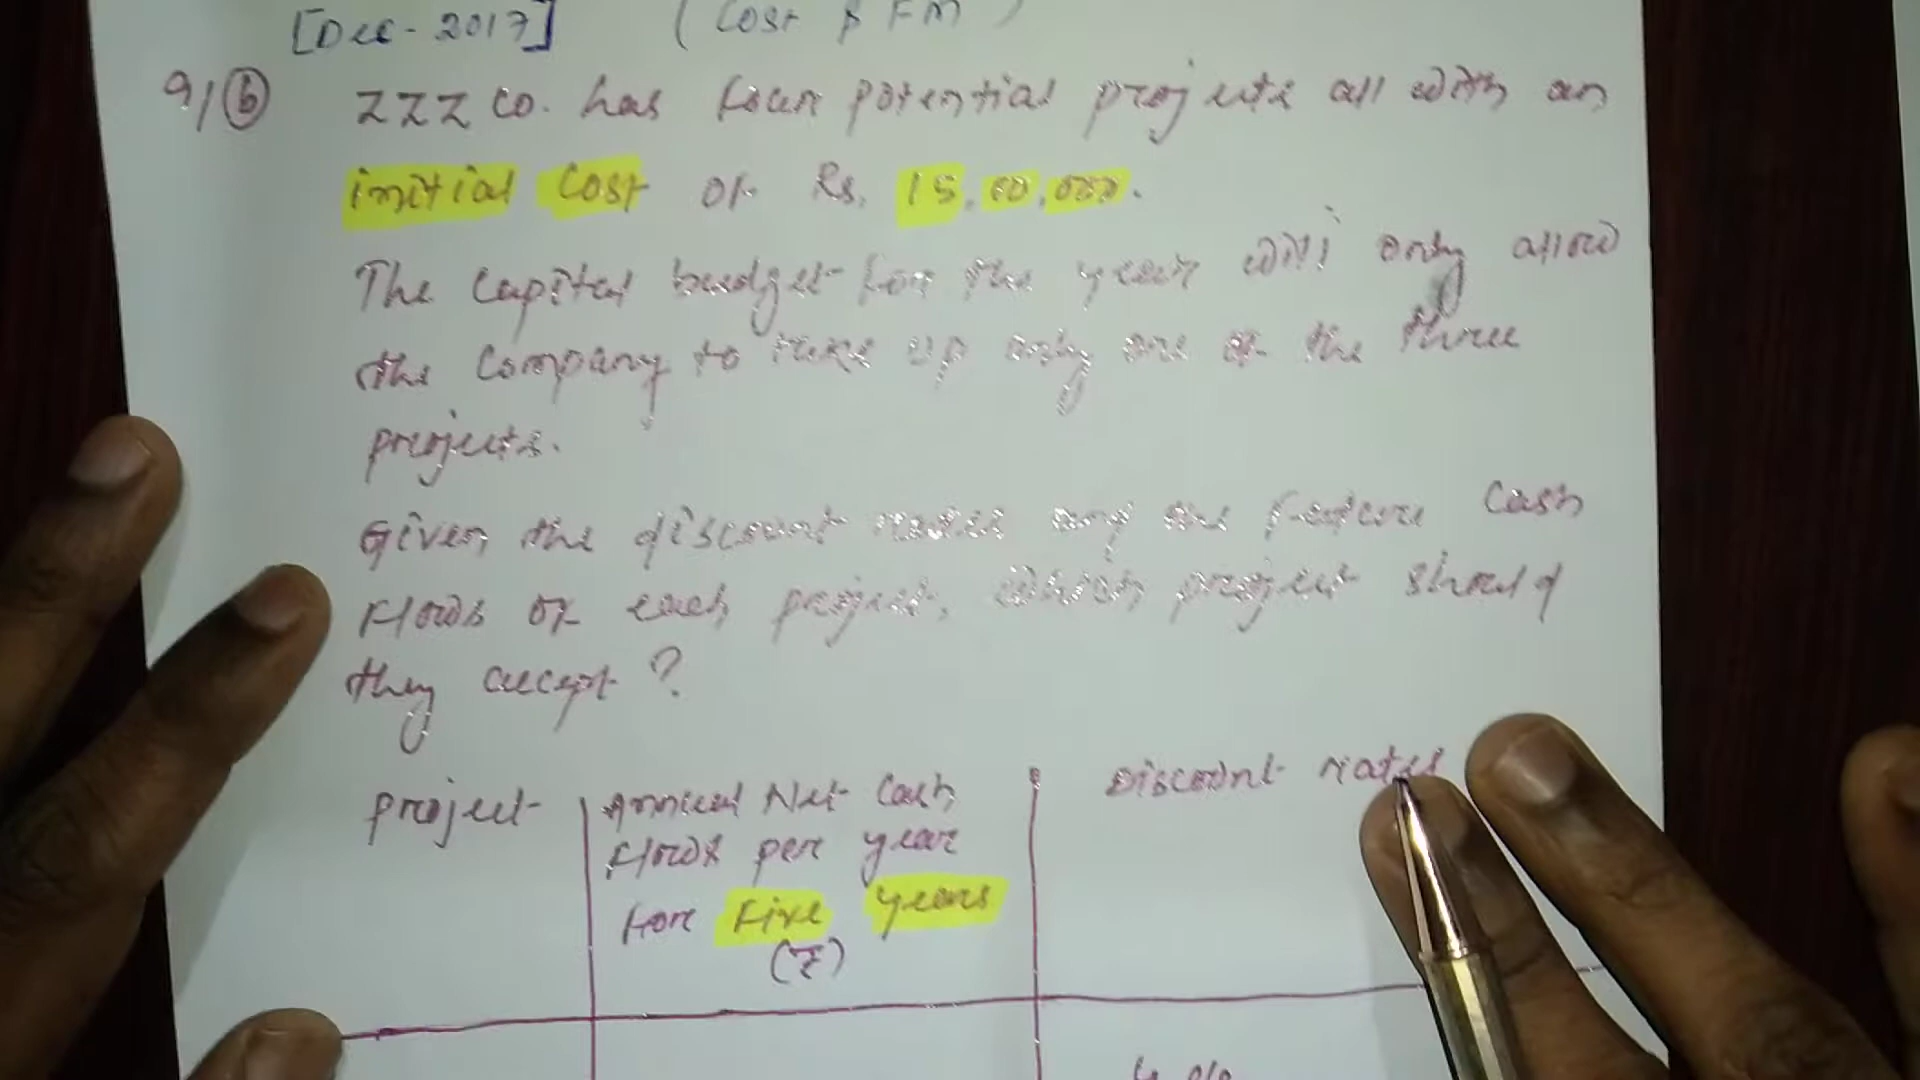 [Dec - 2017] (Cost & FM)
9/(b) ZZZ Co. has four potential projects all with an
initial cost of Rs. 15,00,000.
The capital budget for the year will only allow
the company to take up only one of the three
projects.
Given the discount rates and the future cash
flows of each project, which project should
they accept?
project
Annual Net Cash
flows per year
for five years
(₹)
Discount rates
4 %